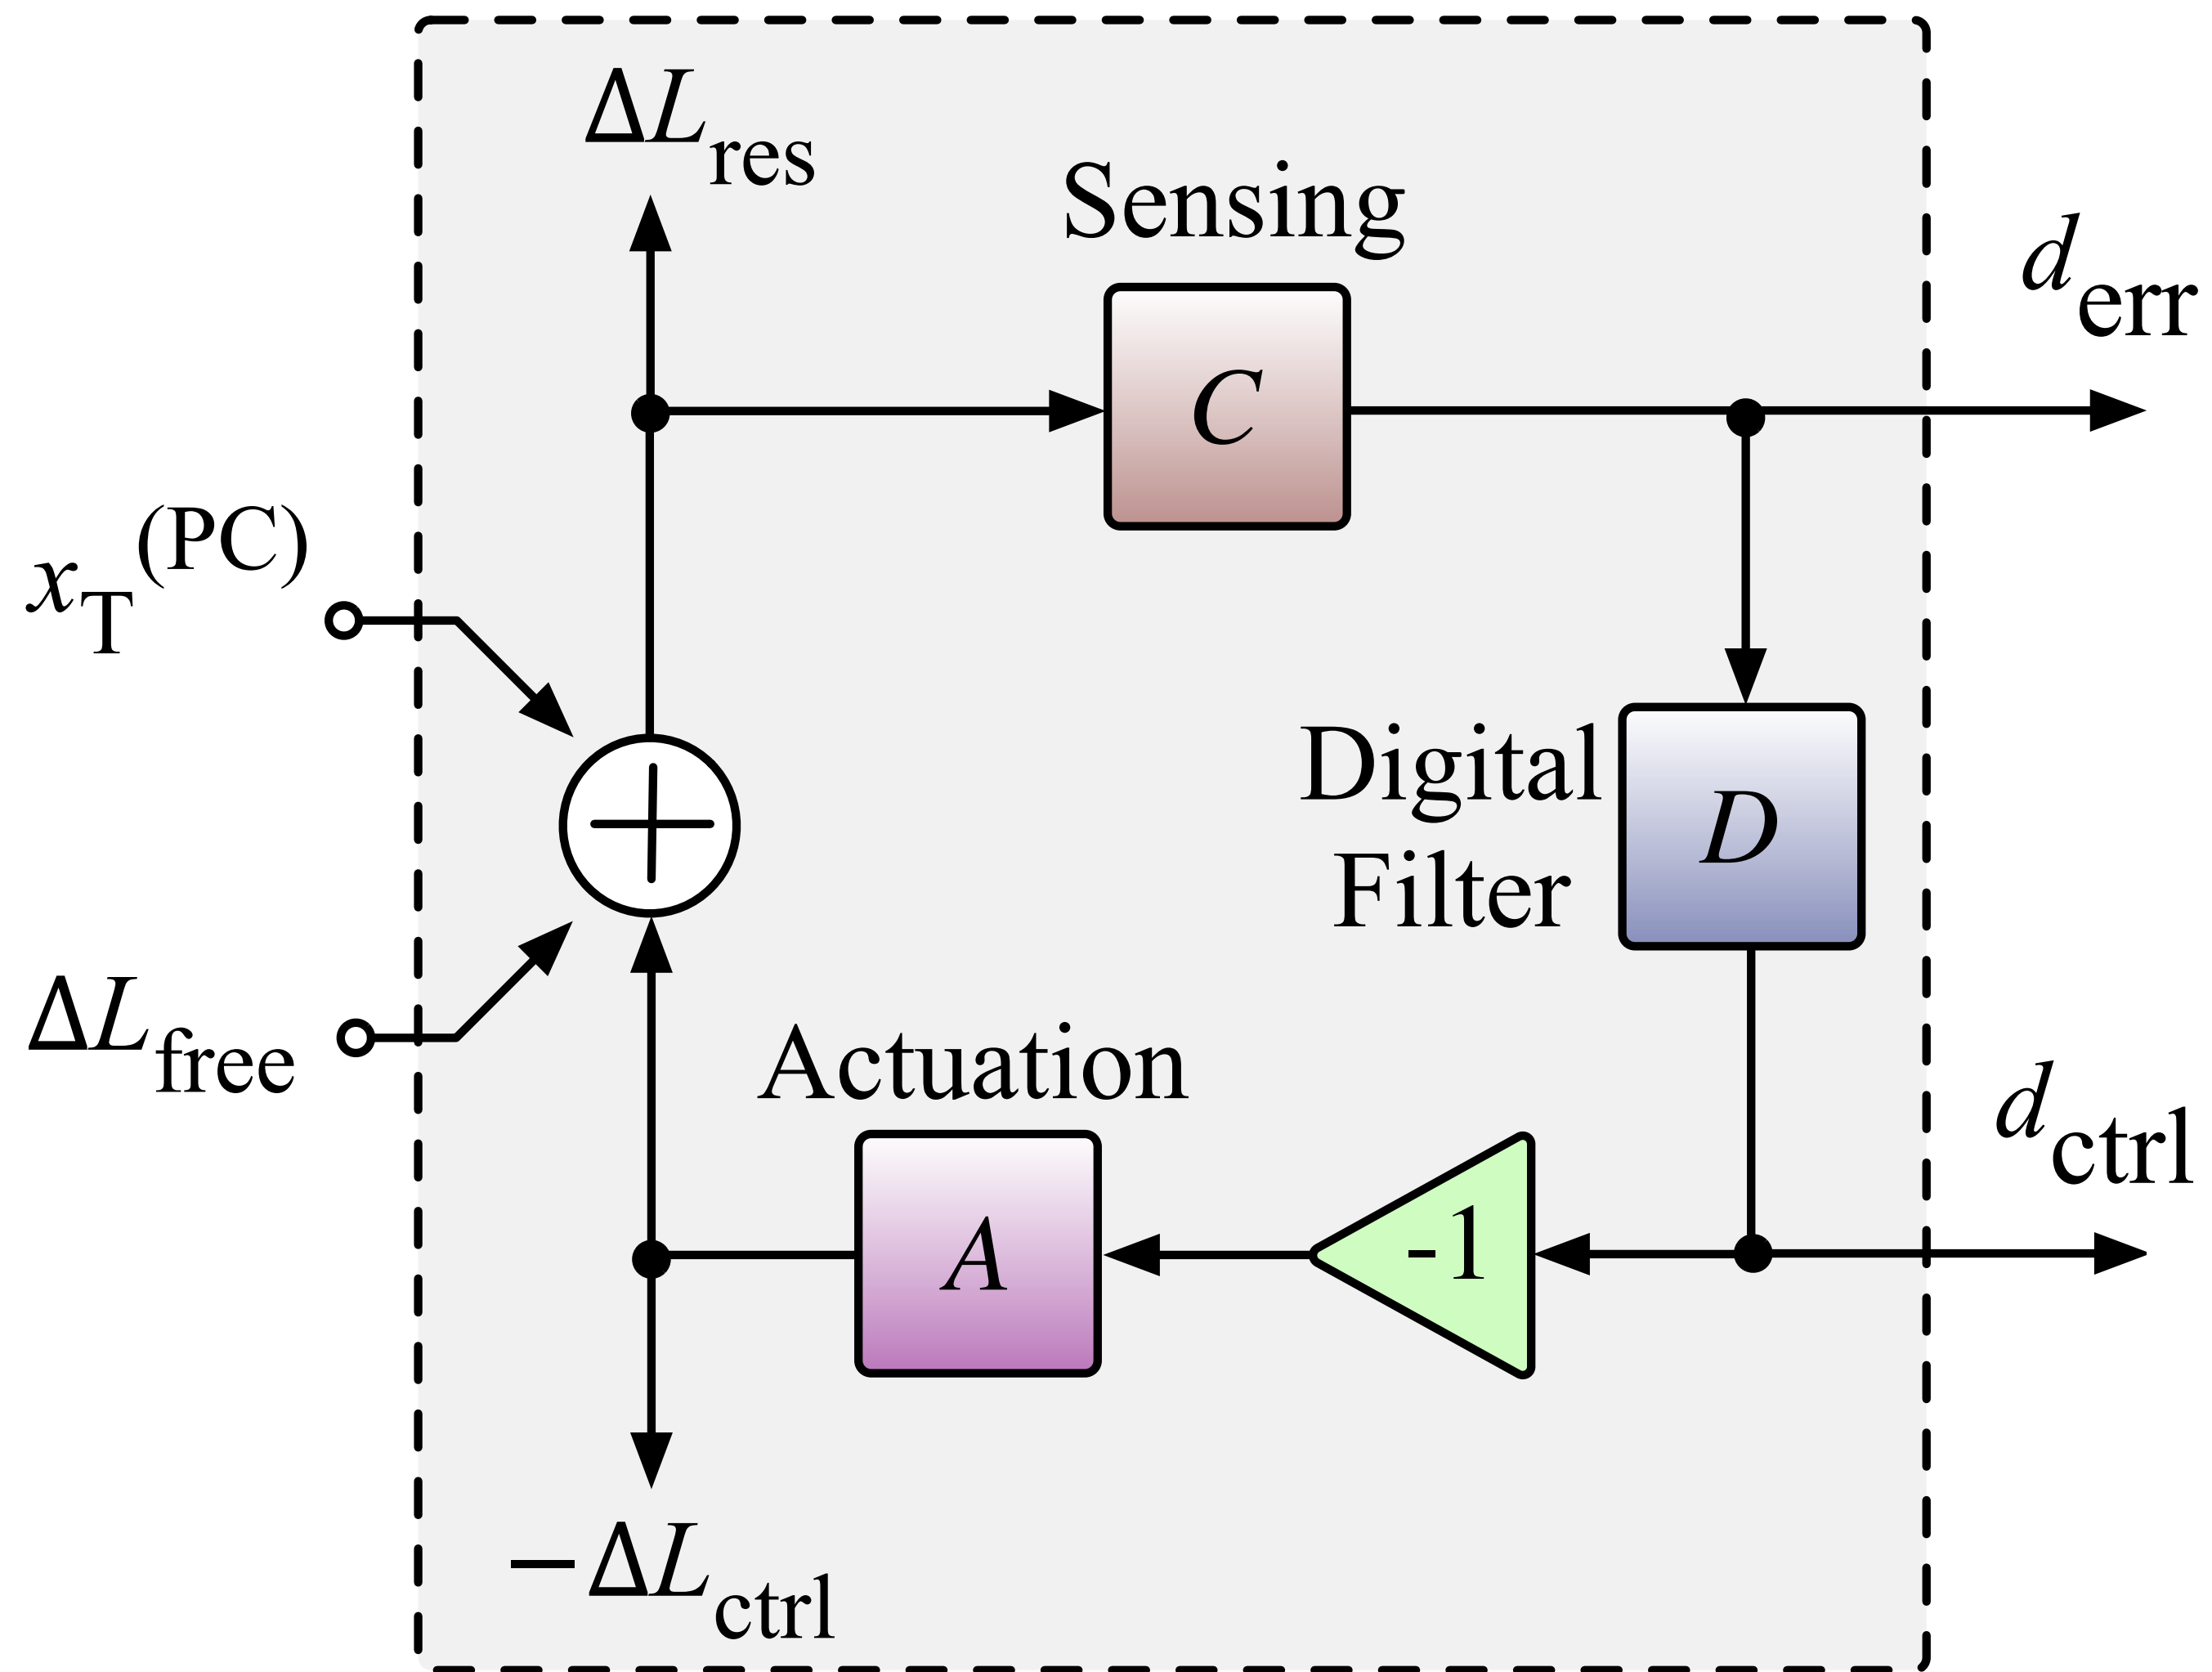 ΔL_res
Sensing
d_err
C
x_T^(PC)
Digital
Filter
D
ΔL_free
Actuation
d_ctrl
A
-1
−ΔL_ctrl